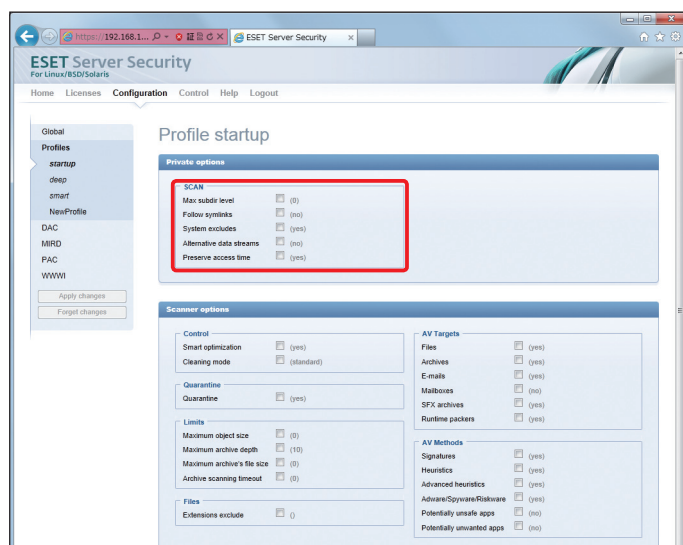 https://192.168.1...
ESET Server Security
ESET Server Security
For Linux/BSD/Solaris
Home Licenses Configuration Control Help Logout
Global
Profiles
startup
deep
smart
NewProfile
DAC
MIRD
PAC
WWWI
Apply changes
Forget changes
Profile startup
Private options
SCAN
Max subdir level (0)
Follow symlinks (no)
System excludes (yes)
Alternative data streams (no)
Preserve access time (yes)
Scanner options
Control
Smart optimization (yes)
Cleaning mode (standard)
Quarantine
Quarantine (yes)
Limits
Maximum object size (0)
Maximum archive depth (10)
Maximum archive's file size (0)
Archive scanning timeout (0)
Files
Extensions exclude ()
AV Targets
Files (yes)
Archives (yes)
E-mails (yes)
Mailboxes (no)
SFX archives (yes)
Runtime packers (yes)
AV Methods
Signatures (yes)
Heuristics (yes)
Advanced heuristics (yes)
Adware/Spyware/Riskware (yes)
Potentially unsafe apps (no)
Potentially unwanted apps (no)